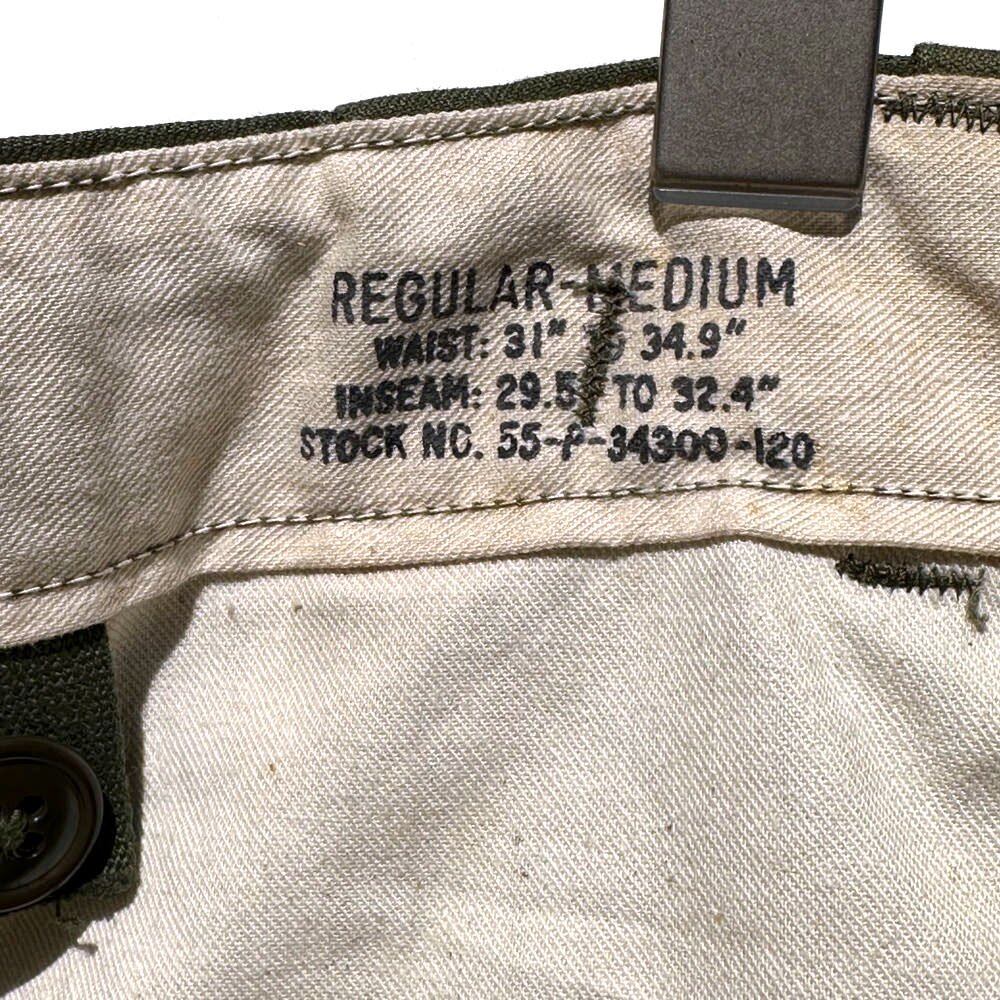 REGULAR-MEDIUM
WAIST: 31" TO 34.9"
INSEAM: 29.5" TO 32.4"
STOCK NO. 55-P-34300-120